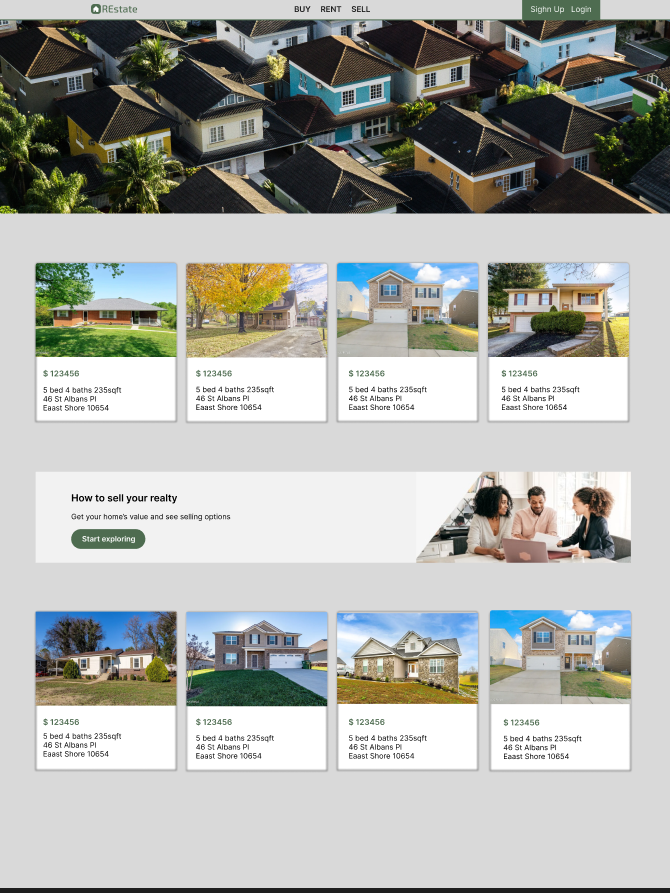 REstate
BUY RENT SELL
Sighn Up Login
$ 123456
5 bed 4 baths 235sqft
46 St Albans Pl
Eaast Shore 10654
$ 123456
5 bed 4 baths 235sqft
46 St Albans Pl
Eaast Shore 10654
$ 123456
5 bed 4 baths 235sqft
46 St Albans Pl
Eaast Shore 10654
$ 123456
5 bed 4 baths 235sqft
46 St Albans Pl
Eaast Shore 10654
How to sell your realty
Get your home's value and see selling options
Start exploring
$ 123456
5 bed 4 baths 235sqft
46 St Albans Pl
Eaast Shore 10654
$ 123456
5 bed 4 baths 235sqft
46 St Albans Pl
Eaast Shore 10654
$ 123456
5 bed 4 baths 235sqft
46 St Albans Pl
Eaast Shore 10654
$ 123456
5 bed 4 baths 235sqft
46 St Albans Pl
Eaast Shore 10654